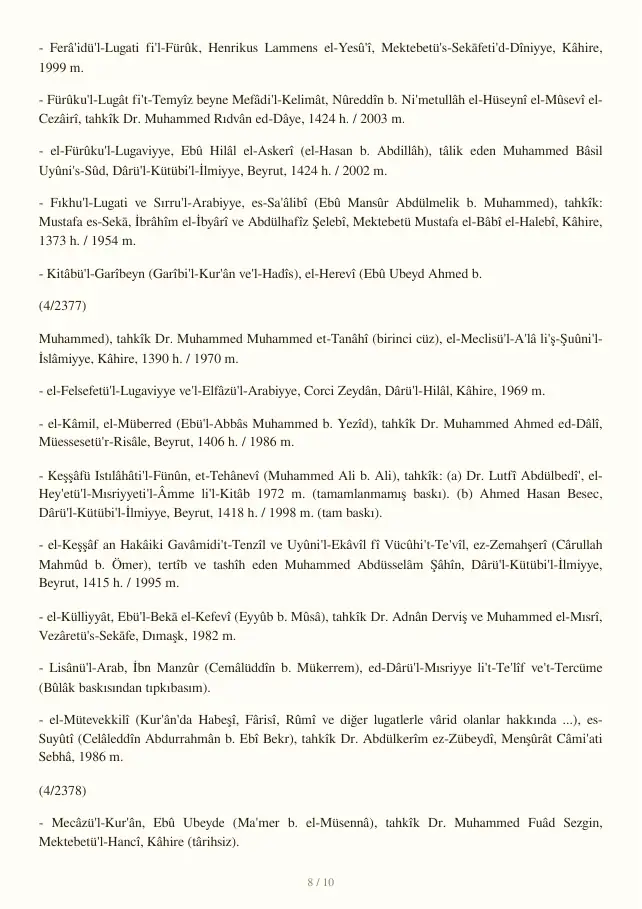 - Ferâ'idü'l-Lugati fi'l-Fürûk, Henrikus Lammens el-Yesû'î, Mektebetü's-Sekâfeti'd-Dîniyye, Kâhire,
1999 m.
- Fürûku'l-Lugât fi't-Temyîz beyne Mefâdi'l-Kelimât, Nûreddîn b. Ni'metullâh el-Hüseynî el-Mûsevî el-
Cezâirî, tahkîk Dr. Muhammed Rıdvân ed-Dâye, 1424 h. / 2003 m.
- el-Fürûku'l-Lugaviyye, Ebû Hilâl el-Askerî (el-Hasan b. Abdillâh), tâlik eden Muhammed Bâsil
Uyûni's-Sûd, Dârü'l-Kütübi'l-İlmiyye, Beyrut, 1424 h. / 2002 m.
- Fıkhu'l-Lugati ve Sırru'l-Arabiyye, es-Sa'âlibî (Ebû Mansûr Abdülmelik b. Muhammed), tahkîk:
Mustafa es-Sekā, İbrâhîm el-İbyârî ve Abdülhafîz Şelebî, Mektebetü Mustafa el-Bâbî el-Halebî, Kâhire,
1373 h. / 1954 m.
- Kitâbü'l-Garîbeyn (Garîbi'l-Kur'ân ve'l-Hadîs), el-Herevî (Ebû Ubeyd Ahmed b.
(4/2377)
Muhammed), tahkîk Dr. Muhammed Muhammed et-Tanâhî (birinci cüz), el-Meclisü'l-A'lâ li'ş-Şuûni'l-
İslâmiyye, Kâhire, 1390 h. / 1970 m.
- el-Felsefetü'l-Lugaviyye ve'l-Elfâzü'l-Arabiyye, Corci Zeydân, Dârü'l-Hilâl, Kâhire, 1969 m.
- el-Kâmil, el-Müberred (Ebü'l-Abbâs Muhammed b. Yezîd), tahkîk Dr. Muhammed Ahmed ed-Dâlî,
Müessesetü'r-Risâle, Beyrut, 1406 h. / 1986 m.
- Keşşâfü Istılâhâti'l-Fünûn, et-Tehânevî (Muhammed Ali b. Ali), tahkîk: (a) Dr. Lutfî Abdülbedî', el-
Hey'etü'l-Mısriyyeti'l-Âmme li'l-Kitâb 1972 m. (tamamlanmamış baskı). (b) Ahmed Hasan Besec,
Dârü'l-Kütübi'l-İlmiyye, Beyrut, 1418 h. / 1998 m. (tam baskı).
- el-Keşşâf an Hakâiki Gavâmidi't-Tenzîl ve Uyûni'l-Ekâvîl fî Vücûhi't-Te'vîl, ez-Zemahşerî (Cârullah
Mahmûd b. Ömer), tertîb ve tashîh eden Muhammed Abdüsselâm Şâhîn, Dârü'l-Kütübi'l-İlmiyye,
Beyrut, 1415 h. / 1995 m.
- el-Külliyyât, Ebü'l-Bekā el-Kefevî (Eyyûb b. Mûsâ), tahkîk Dr. Adnân Derviş ve Muhammed el-Mısrî,
Vezâretü's-Sekāfe, Dımaşk, 1982 m.
- Lisânü'l-Arab, İbn Manzûr (Cemâlüddîn b. Mükerrem), ed-Dârü'l-Mısriyye li't-Te'lîf ve't-Tercüme
(Bûlâk baskısından tıpkıbasım).
- el-Mütevekkilî (Kur'ân'da Habeşî, Fârisî, Rûmî ve diğer lugatlerle vârid olanlar hakkında ...), es-
Suyûtî (Celâleddîn Abdurrahmân b. Ebî Bekr), tahkîk Dr. Abdülkerîm ez-Zübeydî, Menşûrât Câmi'ati
Sebhâ, 1986 m.
(4/2378)
- Mecâzü'l-Kur'ân, Ebû Ubeyde (Ma'mer b. el-Müsennâ), tahkîk Dr. Muhammed Fuâd Sezgin,
Mektebetü'l-Hancî, Kâhire (târihsiz).
8 / 10